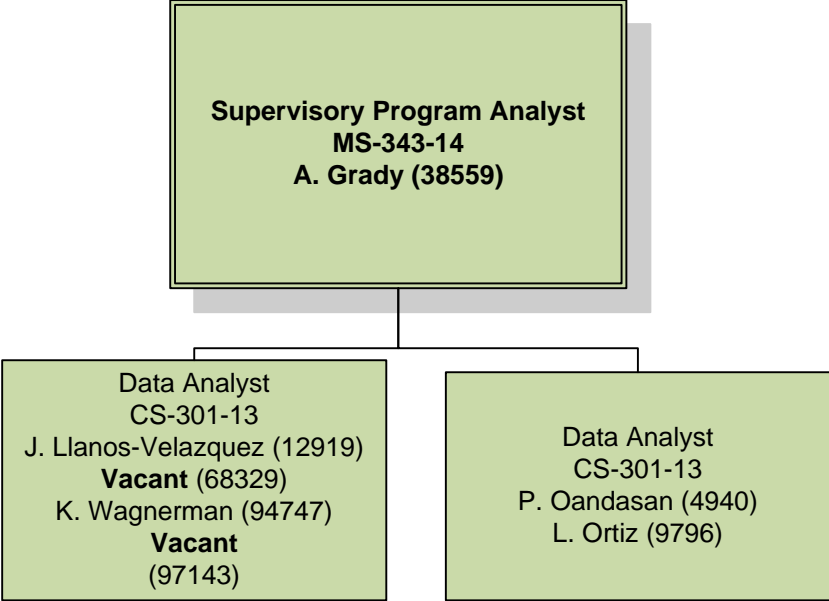 Supervisory Program Analyst
MS-343-14
A. Grady (38559)
Data Analyst
CS-301-13
J. Llanos-Velazquez (12919)
Vacant (68329)
K. Wagnerman (94747)
Vacant
(97143)
Data Analyst
CS-301-13
P. Oandasan (4940)
L. Ortiz (9796)